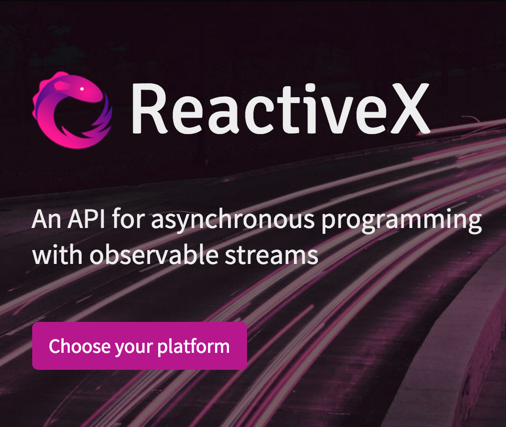 ReactiveX
An API for asynchronous programming
with observable streams
Choose your platform